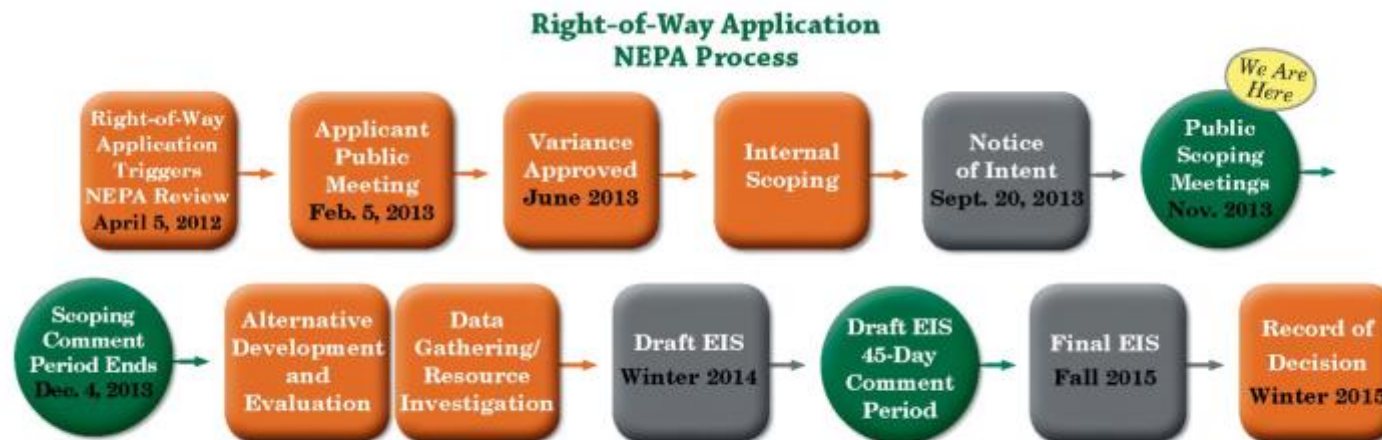 Right-of-Way Application
NEPA Process
Right-of-Way
Application
Triggers
NEPA Review
April 5, 2012
Applicant
Public
Meeting
Feb. 5, 2013
Variance
Approved
June 2013
Internal
Scoping
Notice
of Intent
Sept. 20, 2013
We Are
Here
Public
Scoping
Meetings
Nov. 2013
Scoping
Comment
Period Ends
Dec. 4, 2013
Alternative
Development
and
Evaluation
Data
Gathering/
Resource
Investigation
Draft EIS
Winter 2014
Draft EIS
45-Day
Comment
Period
Final EIS
Fall 2015
Record of
Decision
Winter 2015